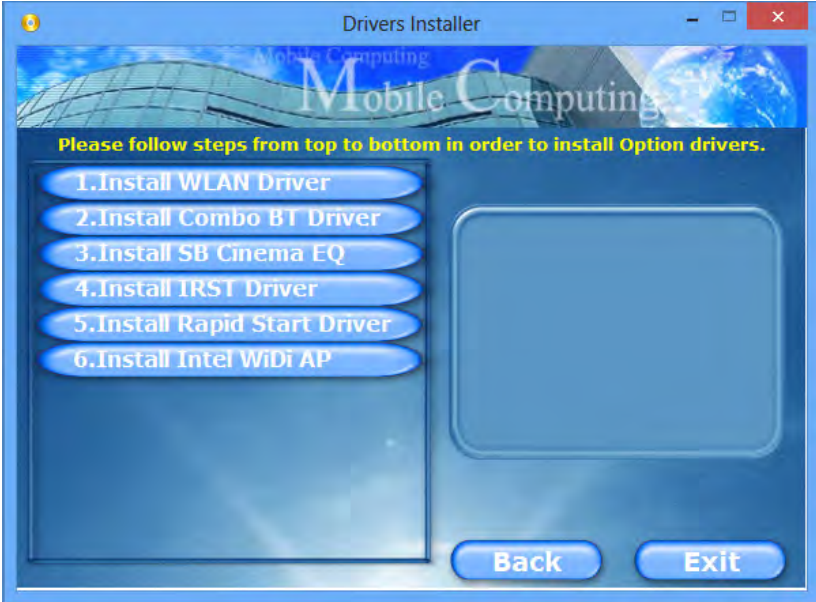 Drivers Installer
Mobile Computing
Mobile Computing
Please follow steps from top to bottom in order to install Option drivers.
1.Install WLAN Driver
2.Install Combo BT Driver
3.Install SB Cinema EQ
4.Install IRST Driver
5.Install Rapid Start Driver
6.Install Intel WiDi AP
Back
Exit